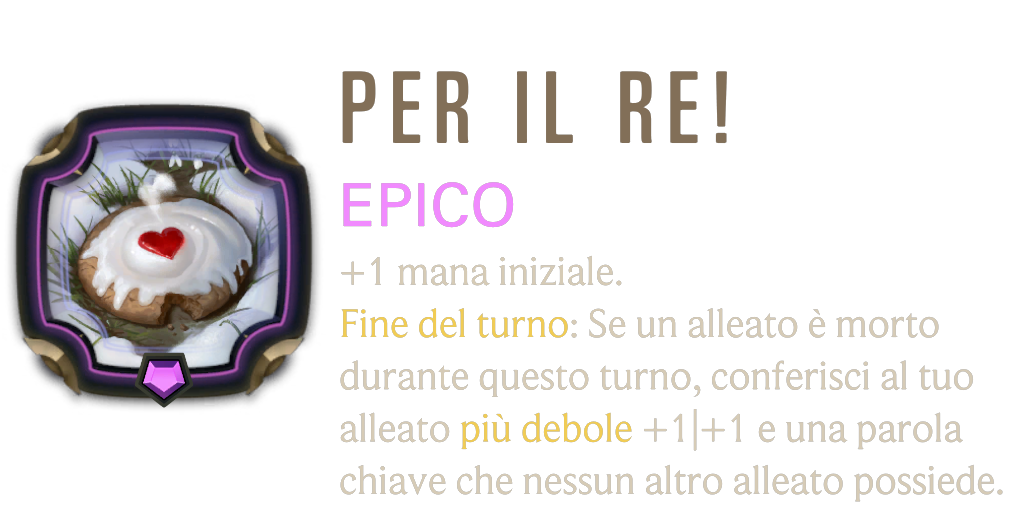 PER IL RE!
EPICO
+1 mana iniziale.
Fine del turno: Se un alleato è morto
durante questo turno, conferisci al tuo
alleato più debole +1|+1 e una parola
chiave che nessun altro alleato possiede.